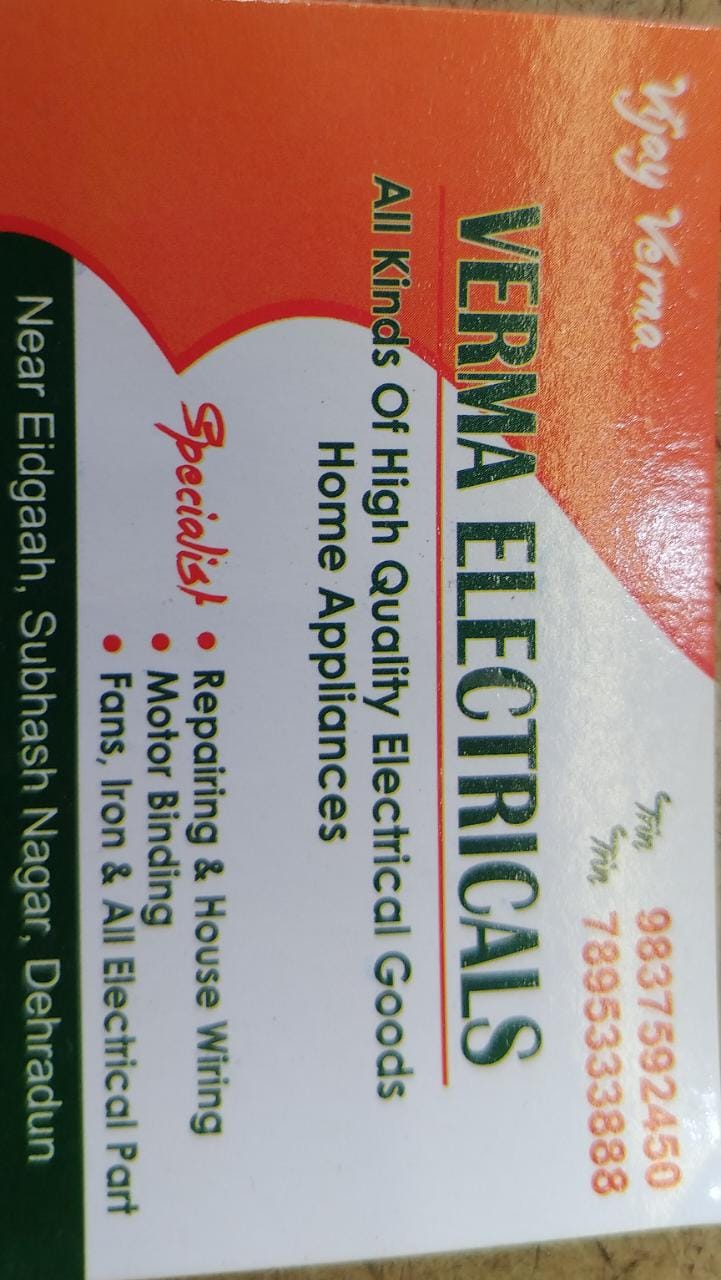 Vijay Verma
9837592450
7895333888
VERMA ELECTRICALS
All Kinds Of High Quality Electrical Goods
Home Appliances
Specialist
• Repairing & House Wiring
• Motor Binding
• Fans, Iron & All Electrical Part
Near Eidgaah, Subhash Nagar, Dehradun